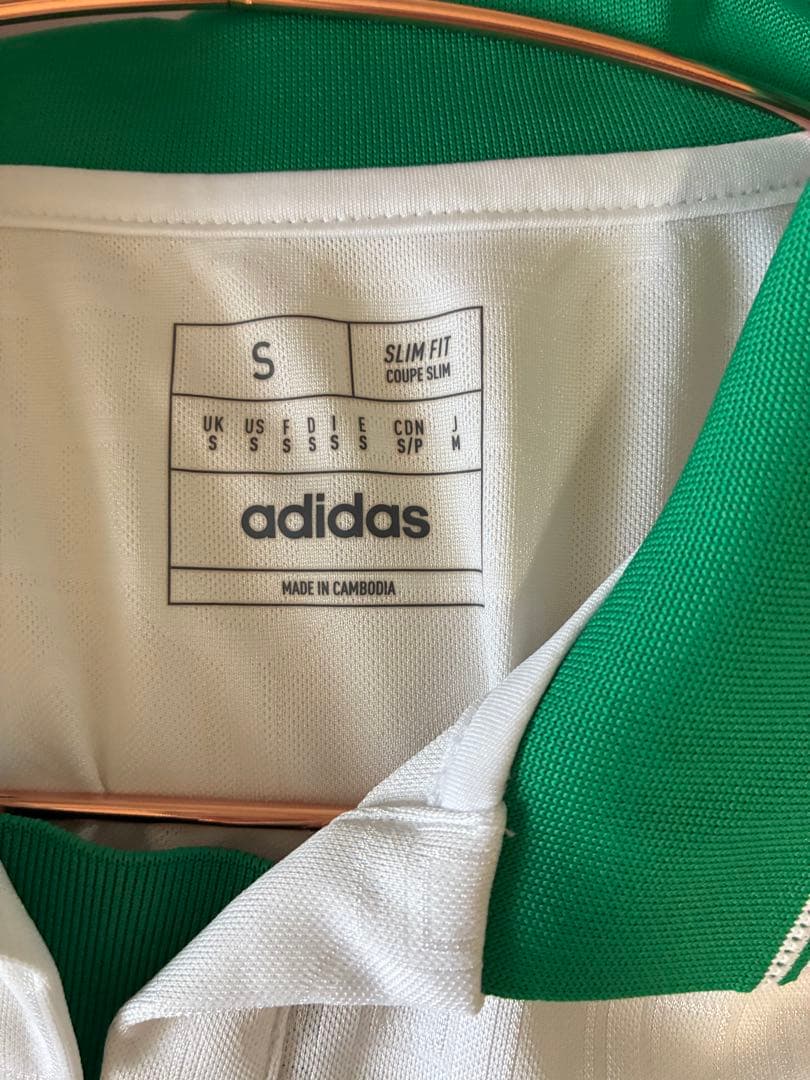 S
SLIM FIT
COUPE SLIM
UK US F D I E CDN J
S S S S S S S/P M
adidas
MADE IN CAMBODIA